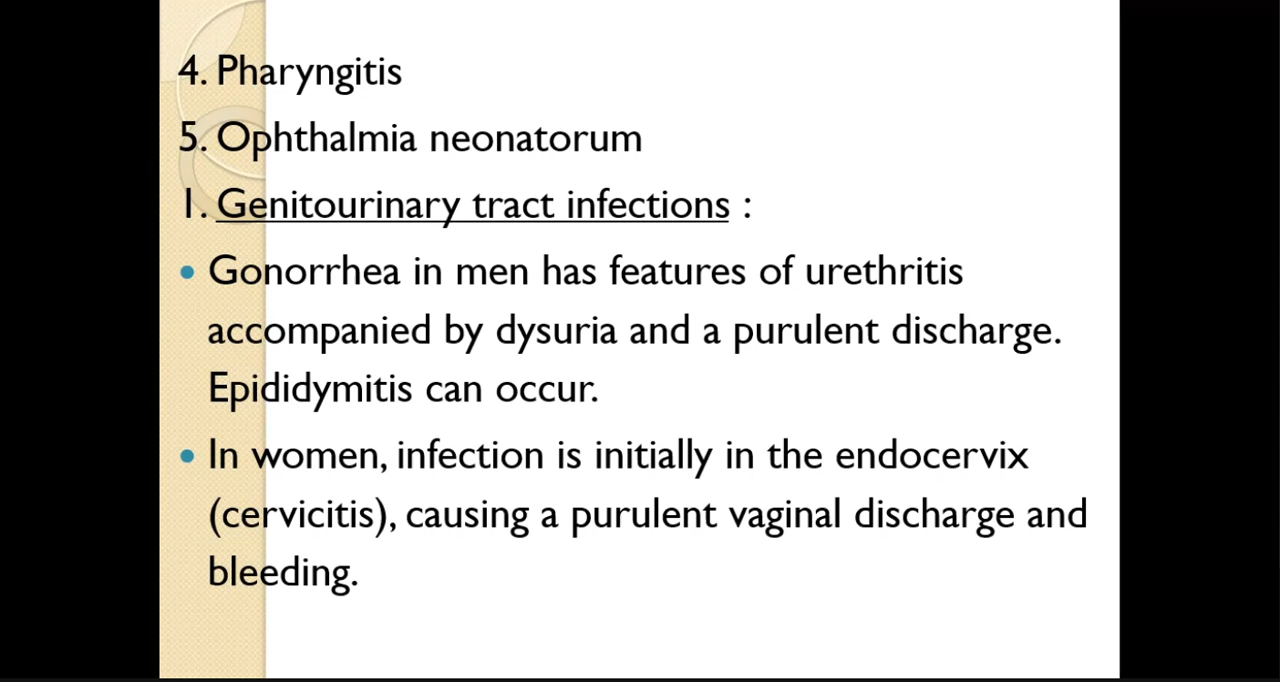 4. Pharyngitis
5. Ophthalmia neonatorum
1. Genitourinary tract infections :
• Gonorrhea in men has features of urethritis
accompanied by dysuria and a purulent discharge.
Epididymitis can occur.
• In women, infection is initially in the endocervix
(cervicitis), causing a purulent vaginal discharge and
bleeding.